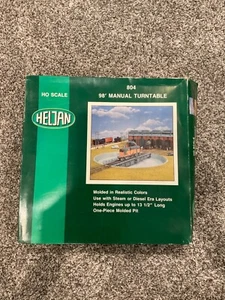 804
HO SCALE
98' MANUAL TURNTABLE
HELJAN
Molded in Realistic Colors
Use with Steam or Diesel Era Layouts
Holds Engines up to 13 1/2" Long
One-Piece Molded Pit